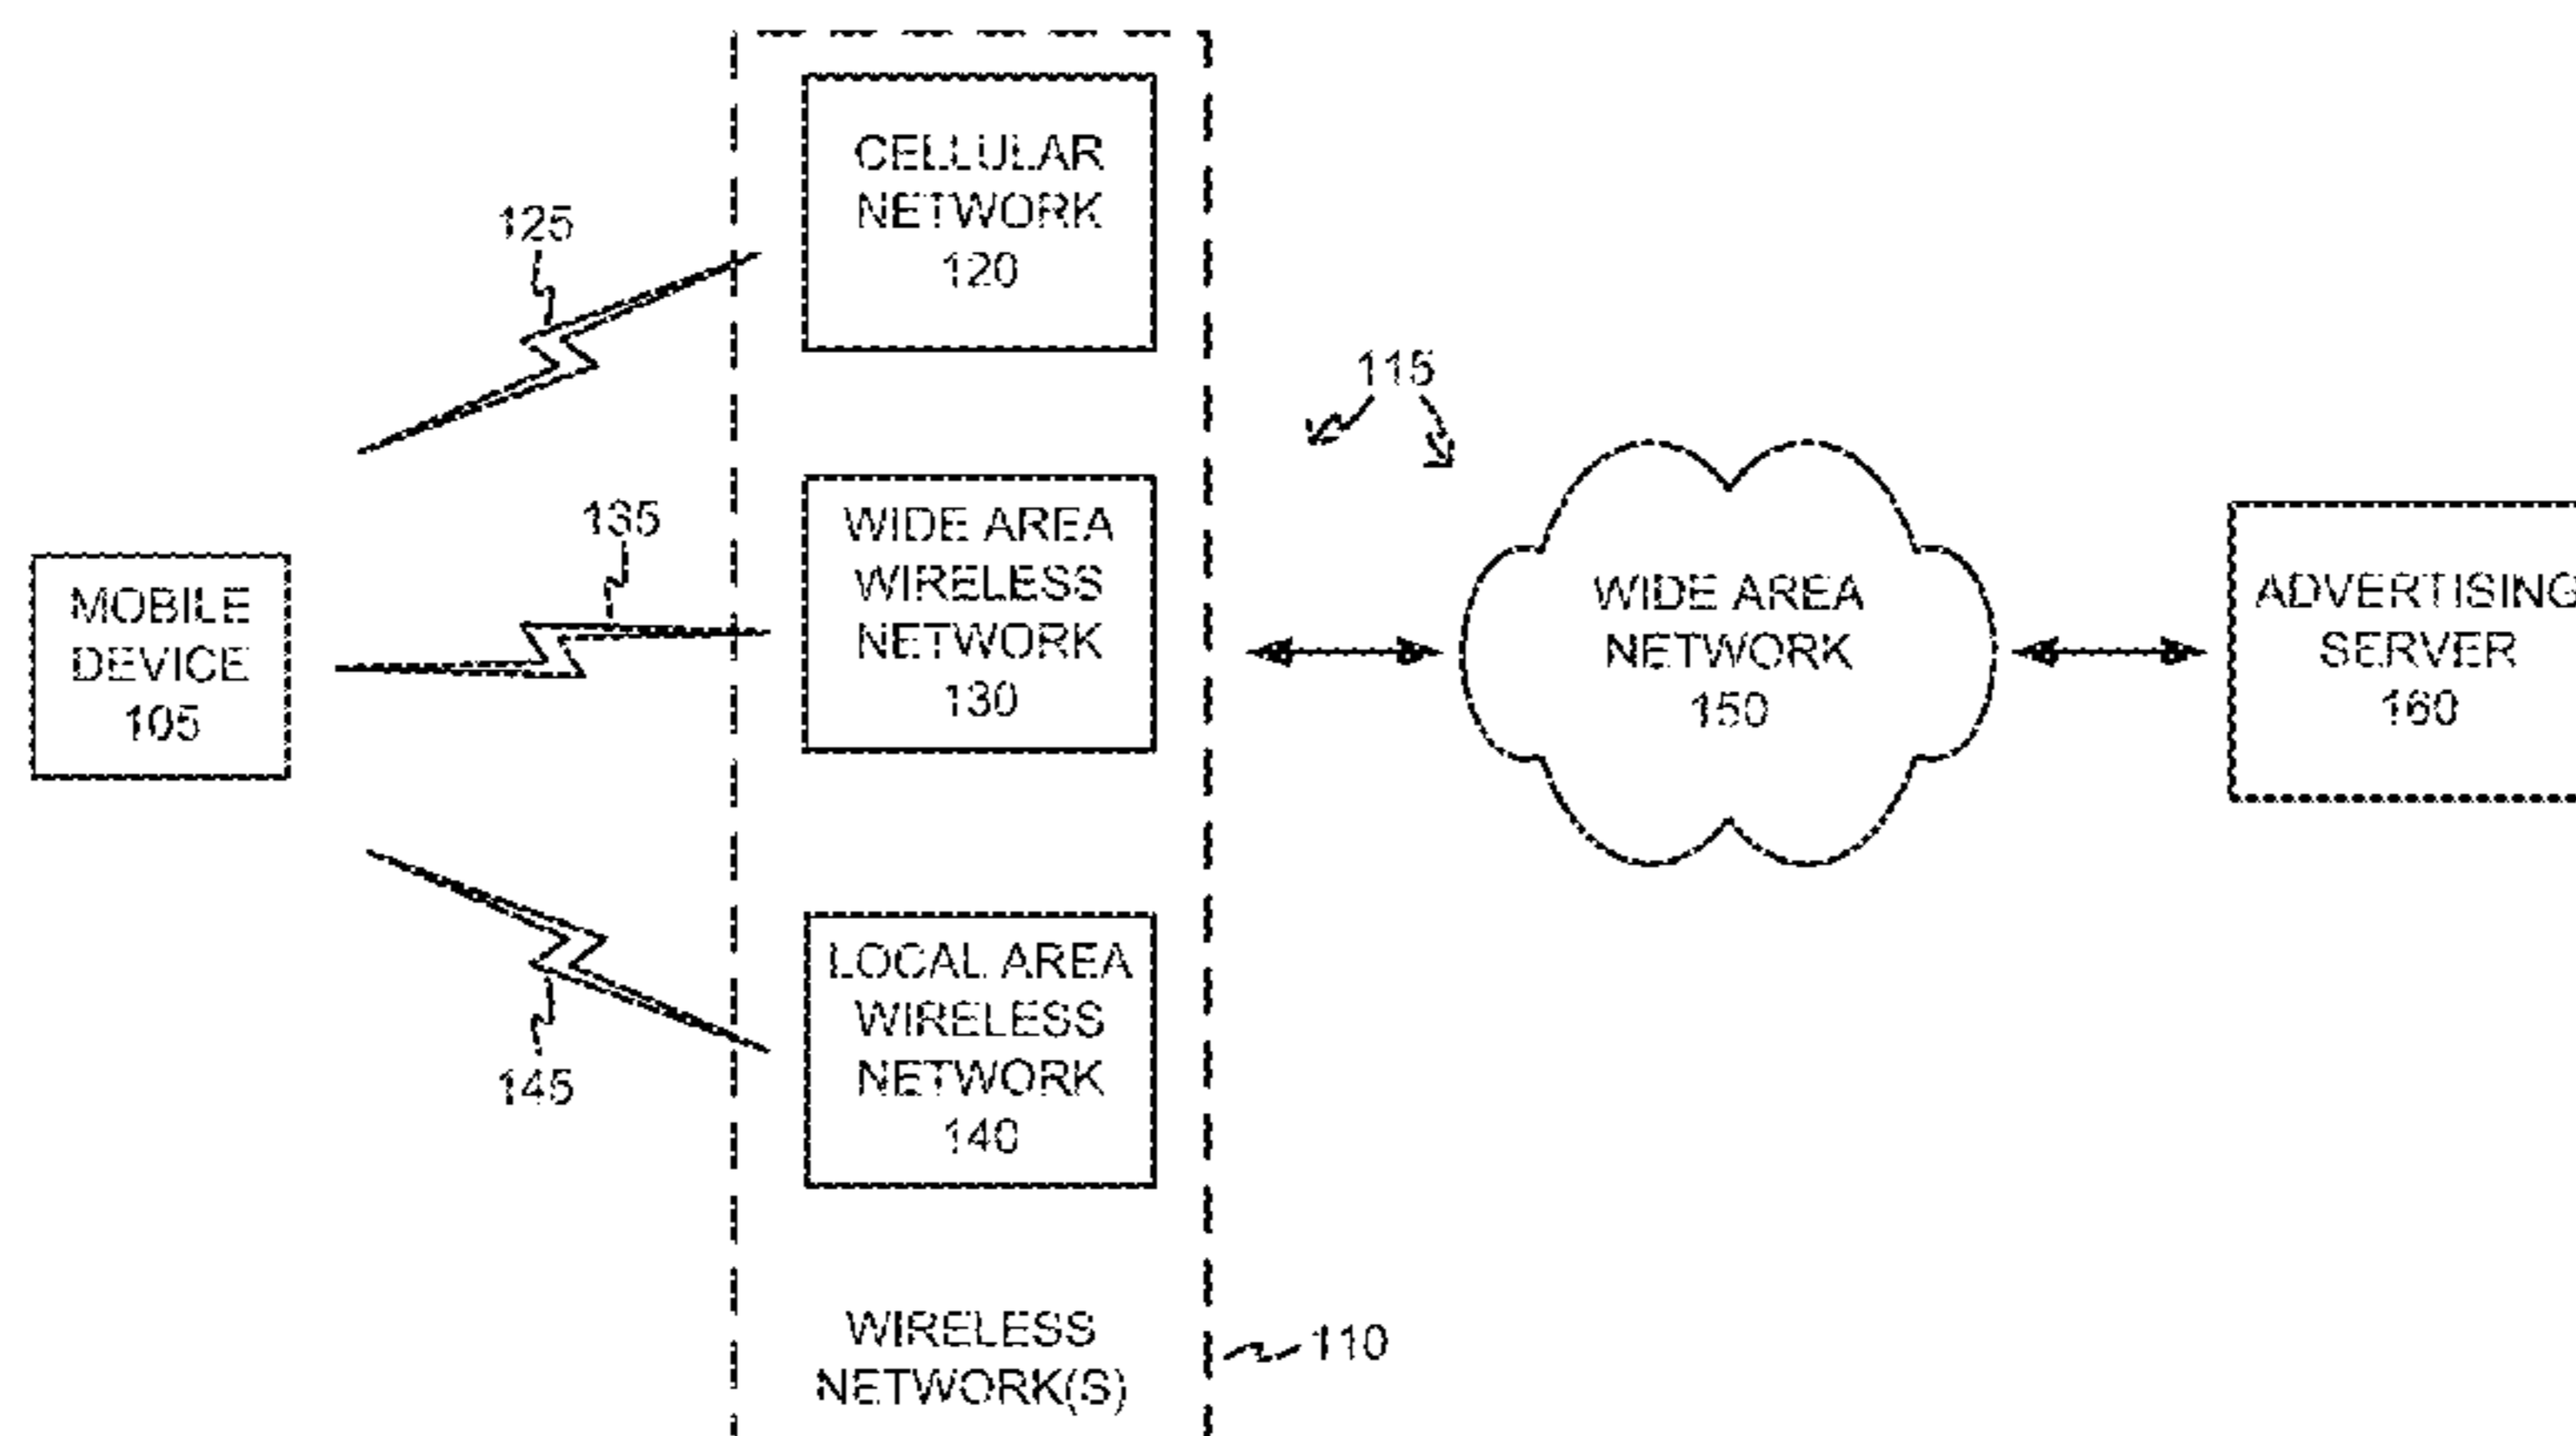 CELLULAR
NETWORK
120
125
115
135
WIDE AREA
WIRELESS
NETWORK
130
MOBILE
DEVICE
105
WIDE AREA
NETWORK
150
ADVERTISING
SERVER
160
LOCAL AREA
WIRELESS
NETWORK
140
145
WIRELESS
NETWORK(S)
110